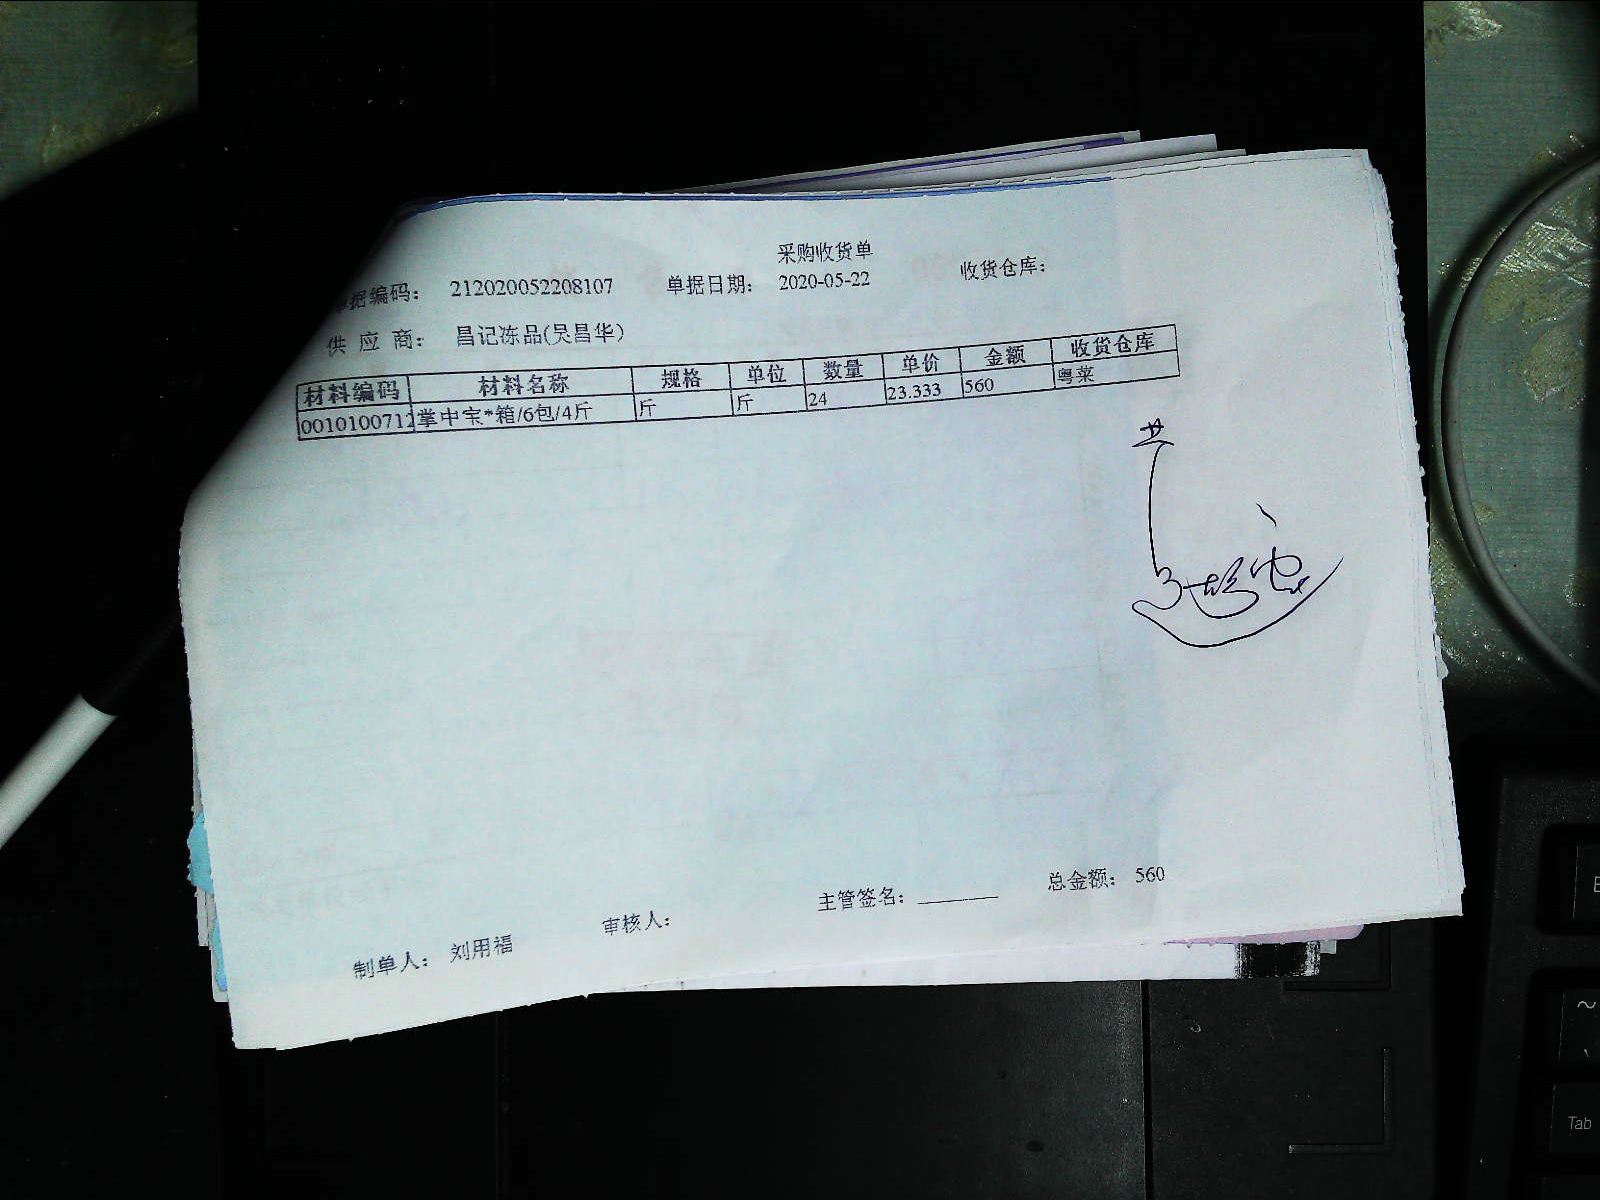 采购收货单
单据编码： 212020052208107 单据日期： 2020-05-22 收货仓库：
供 应 商： 昌记冻品(吴昌华)
材料编码 材料名称 规格 单位 数量 单价 金额 收货仓库
0010100712 掌中宝*箱/6包/4斤 斤 斤 24 23.333 560 粤菜
制单人： 刘用福 审核人： 主管签名： 总金额： 560
Tab